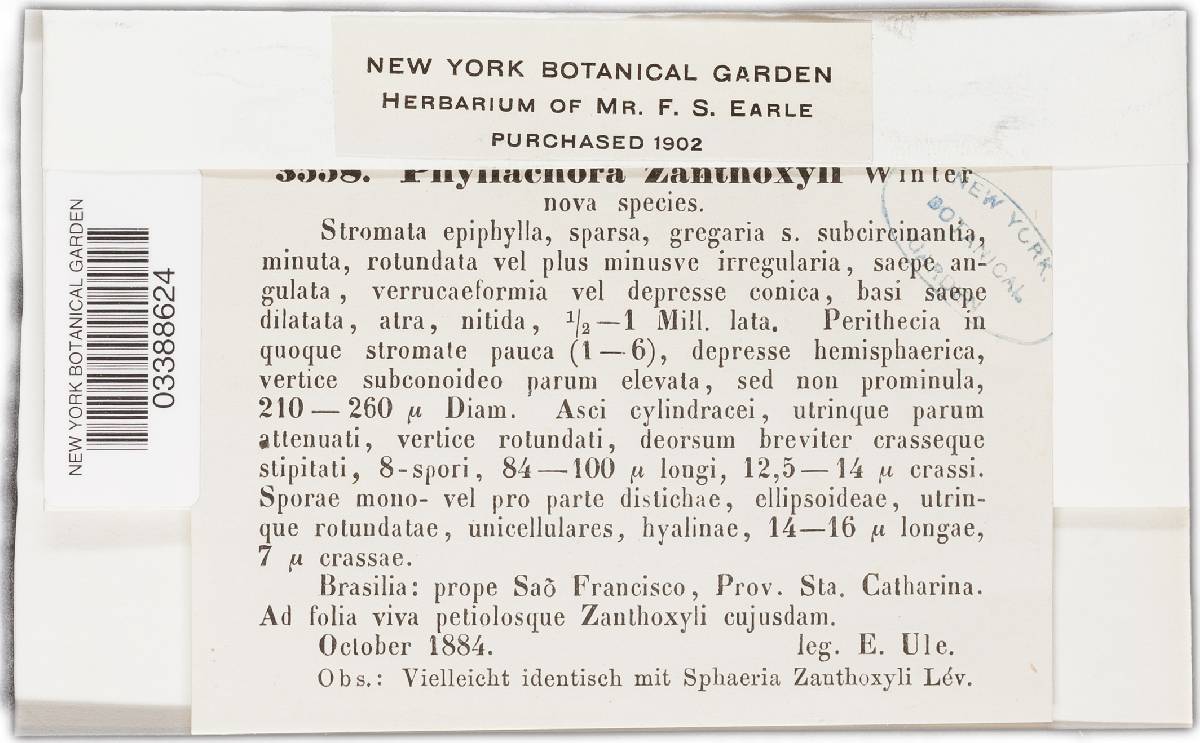 NEW YORK BOTANICAL GARDEN
HERBARIUM OF MR. F. S. EARLE
PURCHASED 1902
NEW YORK BOTANICAL GARDEN
03386624
NEW YORK
BOTANICAL
GARDEN
Phyllachora Zanthoxyli Winter
nova species.
Stromata epiphylla, sparsa, gregaria s. subcircinantia,
minuta, rotundata vel plus minusve irregularia, saepe an-
gulata, verrucaeformia vel depresse conica, basi saepe
dilatata, atra, nitida, 1/2—1 Mill. lata. Perithecia in
quoque stromate pauca (1—6), depresse hemisphaerica,
vertice subconoideo parum elevata, sed non prominula,
210—260 µ Diam. Asci cylindracei, utrinque parum
attenuati, vertice rotundati, deorsum breviter crasseque
stipitati, 8-spori, 84—100 µ longi, 12,5—14 µ crassi.
Sporae mono- vel pro parte distichae, ellipsoideae, utrin-
que rotundatae, unicellulares, hyalinae, 14—16 µ longae,
7 µ crassae.
Brasilia: prope Saõ Francisco, Prov. Sta. Catharina.
Ad folia viva petiolosque Zanthoxyli cujusdam.
October 1884. leg. E. Ule.
Obs.: Vielleicht identisch mit Sphaeria Zanthoxyli Lév.